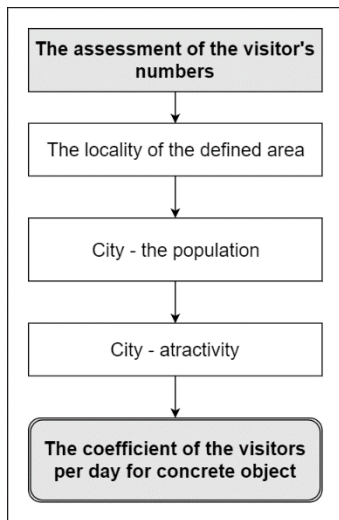 The assessment of the visitor's
numbers
The locality of the defined area
City - the population
City - atractivity
The coefficient of the visitors
per day for concrete object